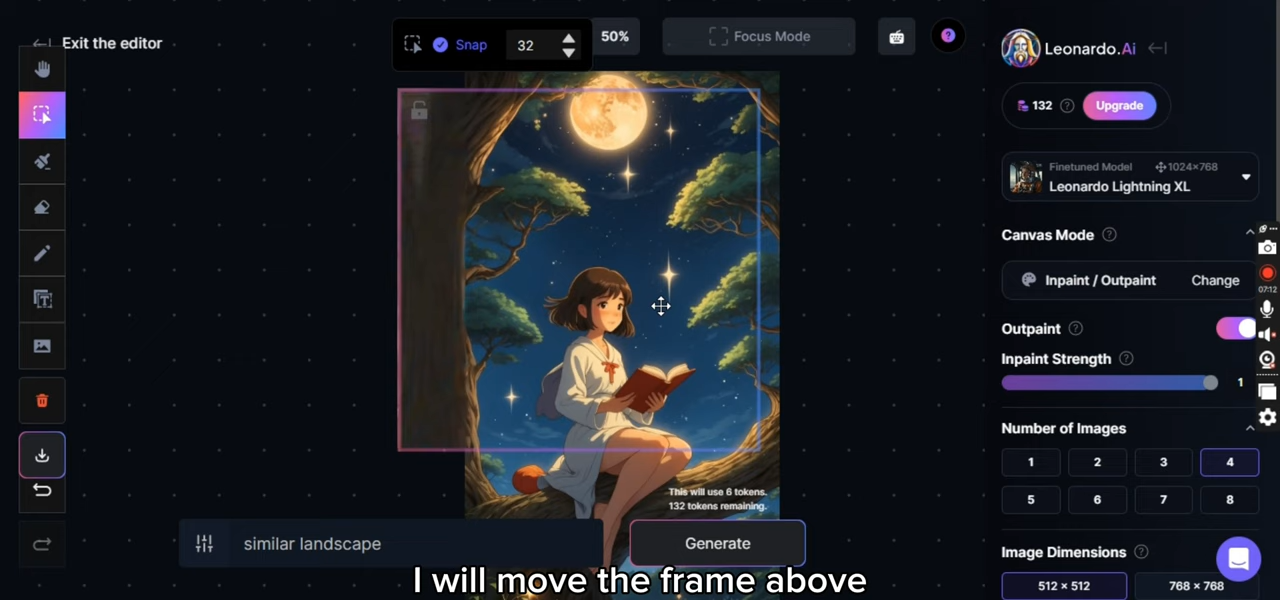 Exit the editor
Snap
32
50%
Focus Mode
Leonardo.Ai
132
Upgrade
Finetuned Model
1024×768
Leonardo Lightning XL
Canvas Mode
Inpaint / Outpaint
Change
Outpaint
Inpaint Strength
1
07:12
Number of Images
1 2 3 4
5 6 7 8
Image Dimensions
512 × 512
768 × 768
This will use 6 tokens.
132 tokens remaining.
similar landscape
Generate
I will move the frame above